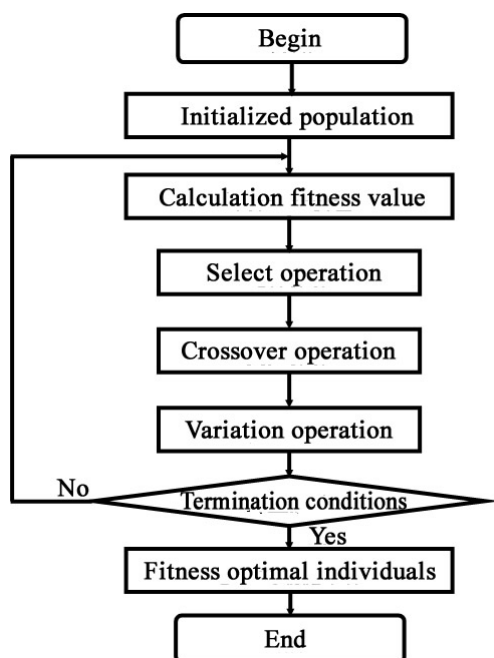 Begin
Initialized population
Calculation fitness value
Select operation
Crossover operation
Variation operation
No
Termination conditions
Yes
Fitness optimal individuals
End